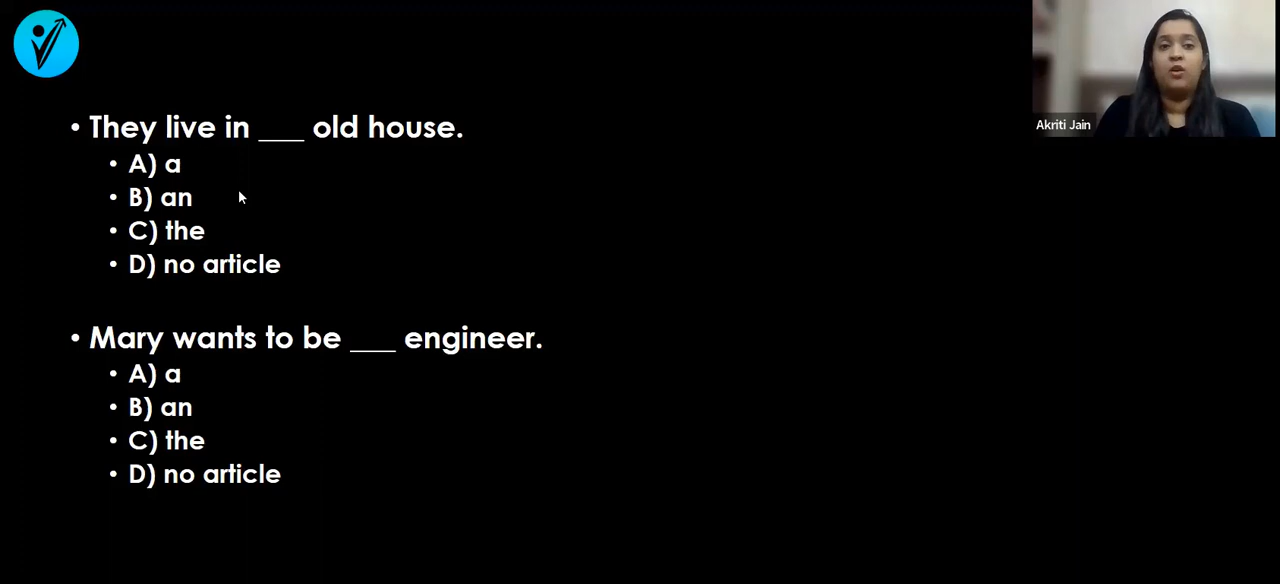 • They live in ___ old house.
• A) a
• B) an
• C) the
• D) no article
• Mary wants to be ___ engineer.
• A) a
• B) an
• C) the
• D) no article
Akriti Jain